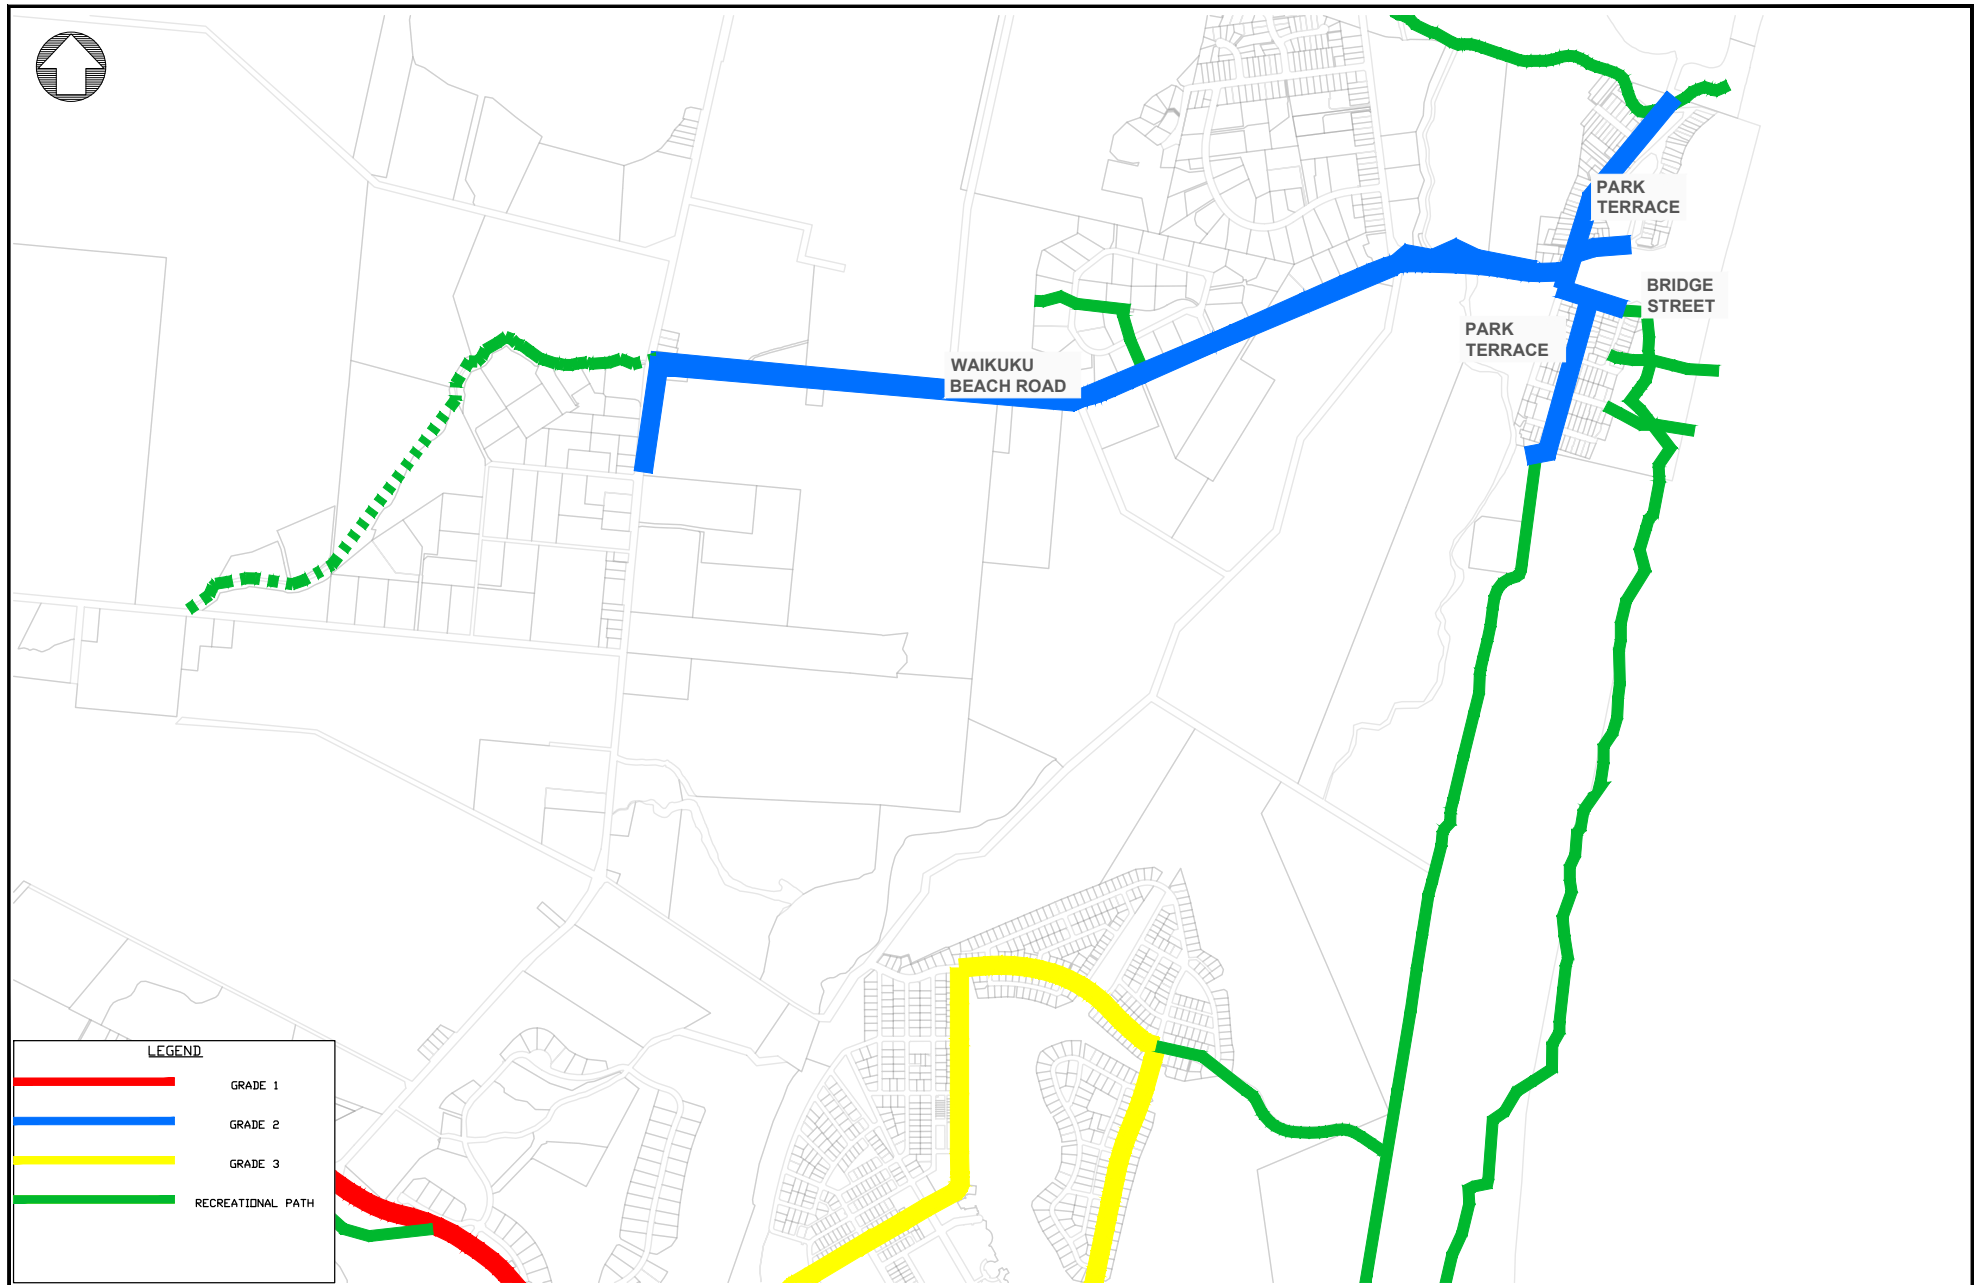 PARK
TERRACE
BRIDGE
STREET
PARK
TERRACE
WAIKUKU
BEACH ROAD
LEGEND
GRADE 1
GRADE 2
GRADE 3
RECREATIONAL PATH